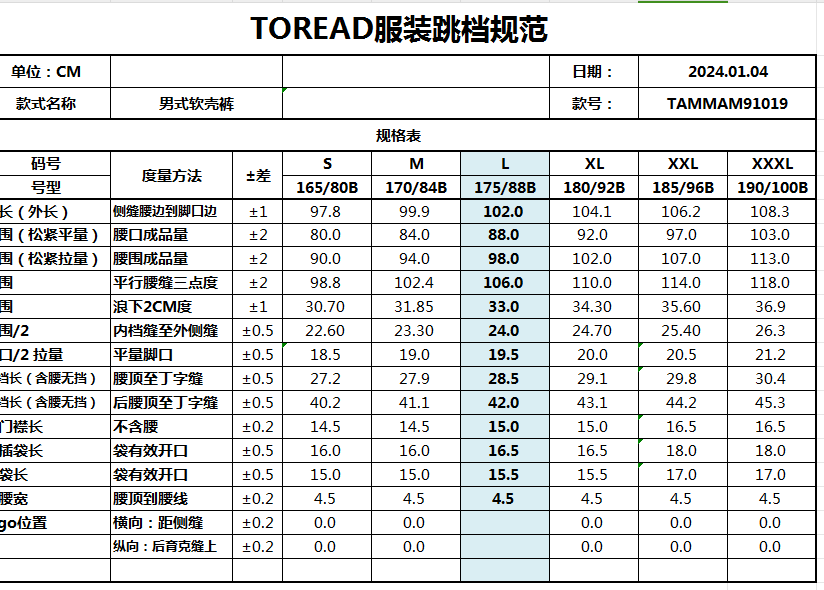 TOREAD服装跳档规范
单位：CM 日期： 2024.01.04
款式名称 男式软壳裤 款号： TAMMAM91019
规格表
码号 度量方法 ±差 S M L XL XXL XXXL
号型 165/80B 170/84B 175/88B 180/92B 185/96B 190/100B
长（外长） 侧缝腰边到脚口边 ±1 97.8 99.9 102.0 104.1 106.2 108.3
围（松紧平量） 腰口成品量 ±2 80.0 84.0 88.0 92.0 97.0 103.0
围（松紧拉量） 腰围成品量 ±2 90.0 94.0 98.0 102.0 107.0 113.0
围 平行腰缝三点度 ±2 98.8 102.4 106.0 110.0 114.0 118.0
围 浪下2CM度 ±1 30.70 31.85 33.0 34.30 35.60 36.9
围/2 内档缝至外侧缝 ±0.5 22.60 23.30 24.0 24.70 25.40 26.3
口/2 拉量 平量脚口 ±0.5 18.5 19.0 19.5 20.0 20.5 21.2
裆长（含腰无挡） 腰顶至丁字缝 ±0.5 27.2 27.9 28.5 29.1 29.8 30.4
裆长（含腰无挡） 后腰顶至丁字缝 ±0.5 40.2 41.1 42.0 43.1 44.2 45.3
门襟长 不含腰 ±0.2 14.5 14.5 15.0 15.0 16.5 16.5
插袋长 袋有效开口 ±0.5 16.0 16.0 16.5 16.5 18.0 18.0
袋长 袋有效开口 ±0.5 15.0 15.0 15.5 15.5 17.0 17.0
腰宽 腰顶到腰线 ±0.2 4.5 4.5 4.5 4.5 4.5 4.5
go位置 横向：距侧缝 ±0.2 0.0 0.0 0.0 0.0 0.0
纵向：后育克缝上 ±0.2 0.0 0.0 0.0 0.0 0.0